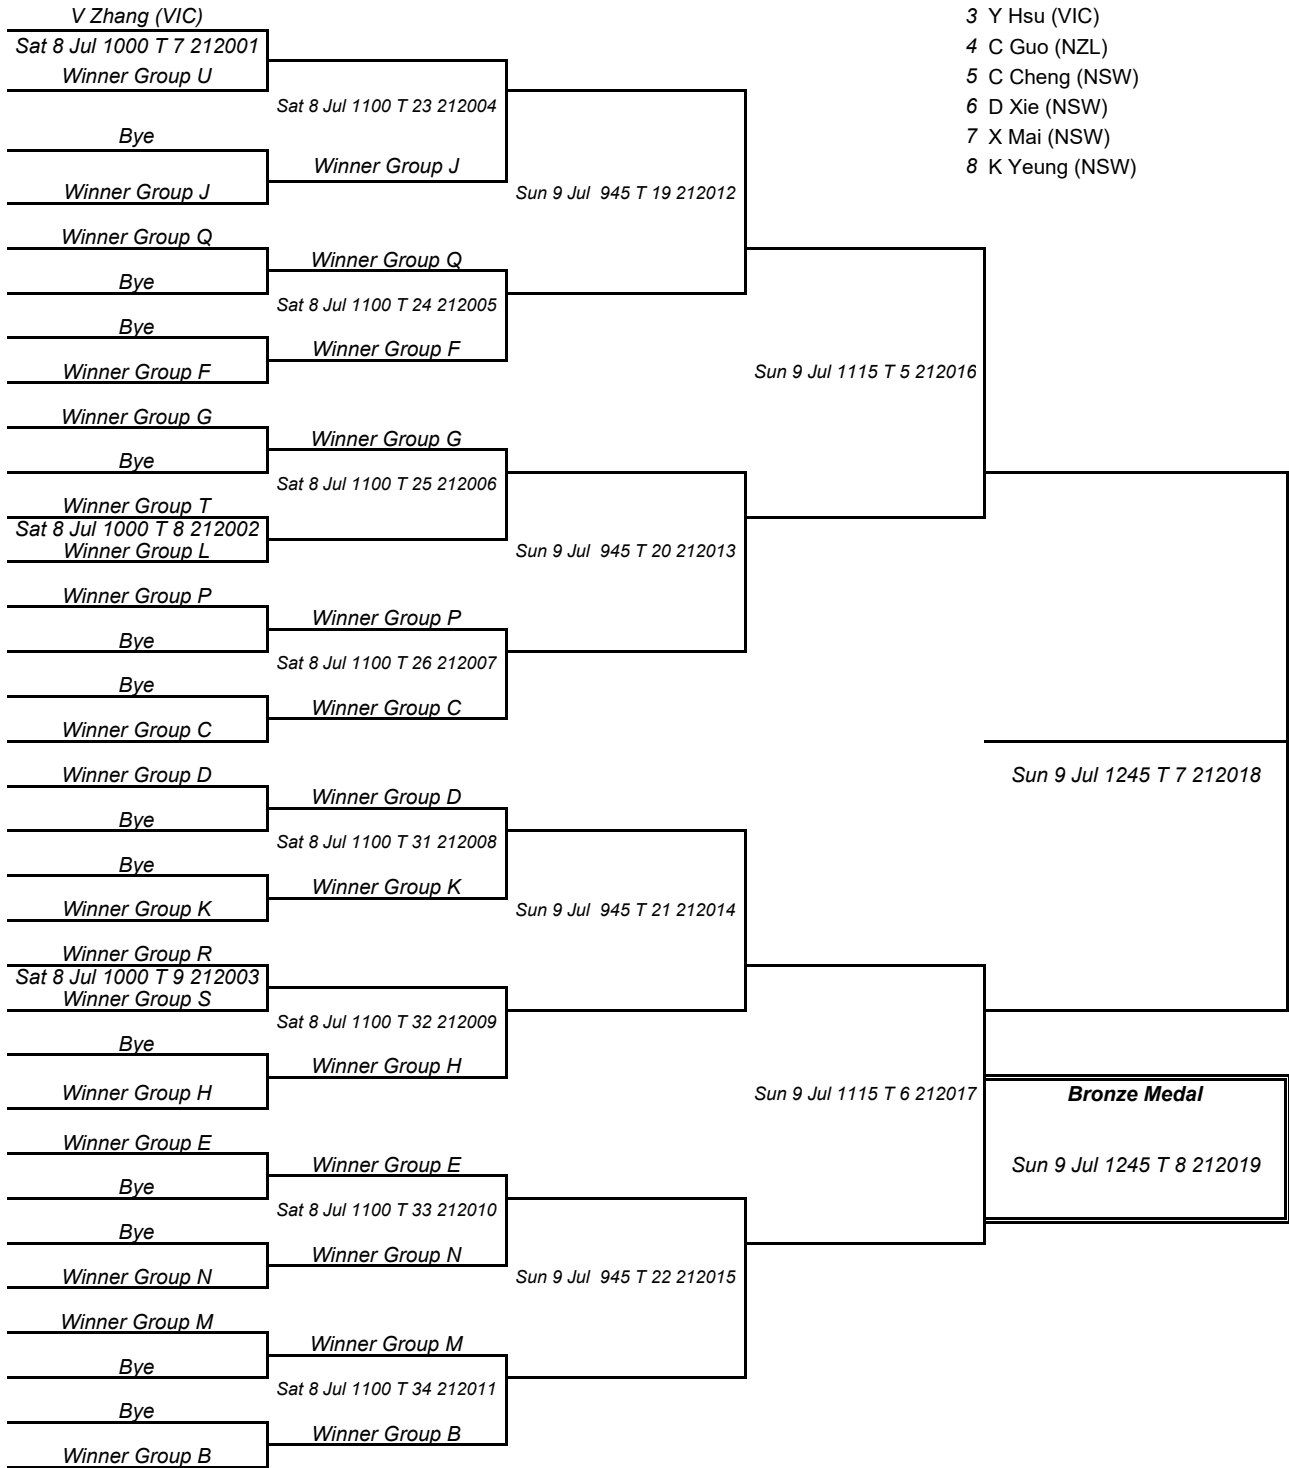 V Zhang (VIC)
Sat 8 Jul 1000 T 7 212001
Winner Group U
Bye
Winner Group J
Winner Group Q
Bye
Bye
Winner Group F
Winner Group G
Bye
Winner Group T
Sat 8 Jul 1000 T 8 212002
Winner Group L
Winner Group P
Bye
Bye
Winner Group C
Winner Group D
Bye
Bye
Winner Group K
Winner Group R
Sat 8 Jul 1000 T 9 212003
Winner Group S
Bye
Winner Group H
Winner Group E
Bye
Bye
Winner Group N
Winner Group M
Bye
Bye
Winner Group B
Sat 8 Jul 1100 T 23 212004
Winner Group J
Winner Group Q
Sat 8 Jul 1100 T 24 212005
Winner Group F
Winner Group G
Sat 8 Jul 1100 T 25 212006
Winner Group P
Sat 8 Jul 1100 T 26 212007
Winner Group C
Winner Group D
Sat 8 Jul 1100 T 31 212008
Winner Group K
Sat 8 Jul 1100 T 32 212009
Winner Group H
Winner Group E
Sat 8 Jul 1100 T 33 212010
Winner Group N
Winner Group M
Sat 8 Jul 1100 T 34 212011
Winner Group B
Sun 9 Jul 945 T 19 212012
Sun 9 Jul 945 T 20 212013
Sun 9 Jul 945 T 21 212014
Sun 9 Jul 945 T 22 212015
Sun 9 Jul 1115 T 5 212016
Sun 9 Jul 1115 T 6 212017
3 Y Hsu (VIC)
4 C Guo (NZL)
5 C Cheng (NSW)
6 D Xie (NSW)
7 X Mai (NSW)
8 K Yeung (NSW)
Sun 9 Jul 1245 T 7 212018
Bronze Medal
Sun 9 Jul 1245 T 8 212019